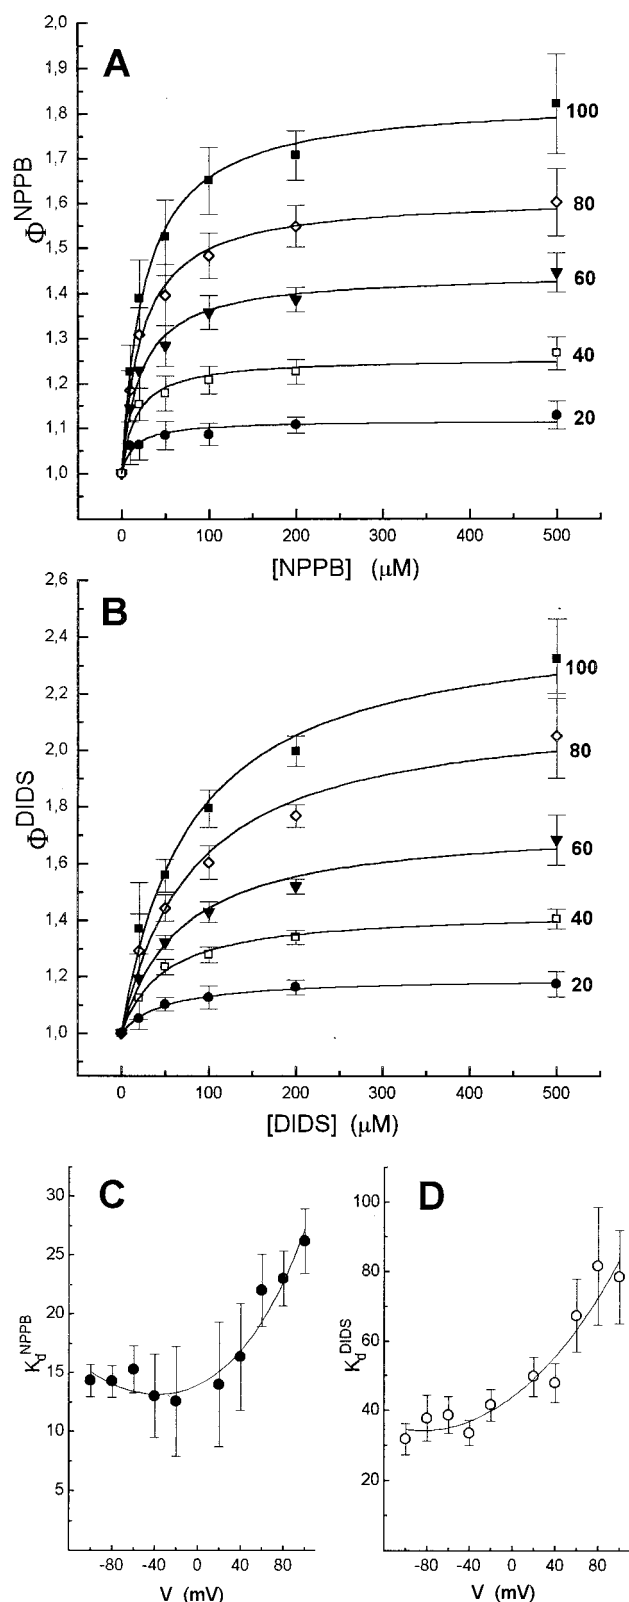 A
Φ^NPPB
2,0
1,9
1,8
1,7
1,6
1,5
1,4
1,3
1,2
1,1
1,0
100
80
60
40
20
0 100 200 300 400 500
[NPPB] (μM)
B
Φ^DIDS
2,6
2,4
2,2
2,0
1,8
1,6
1,4
1,2
1,0
100
80
60
40
20
0 100 200 300 400 500
[DIDS] (μM)
C
K_d^NPPB
30
25
20
15
10
5
-80 -40 0 40 80
V (mV)
D
K_d^DIDS
100
80
60
40
20
-80 -40 0 40 80
V (mV)